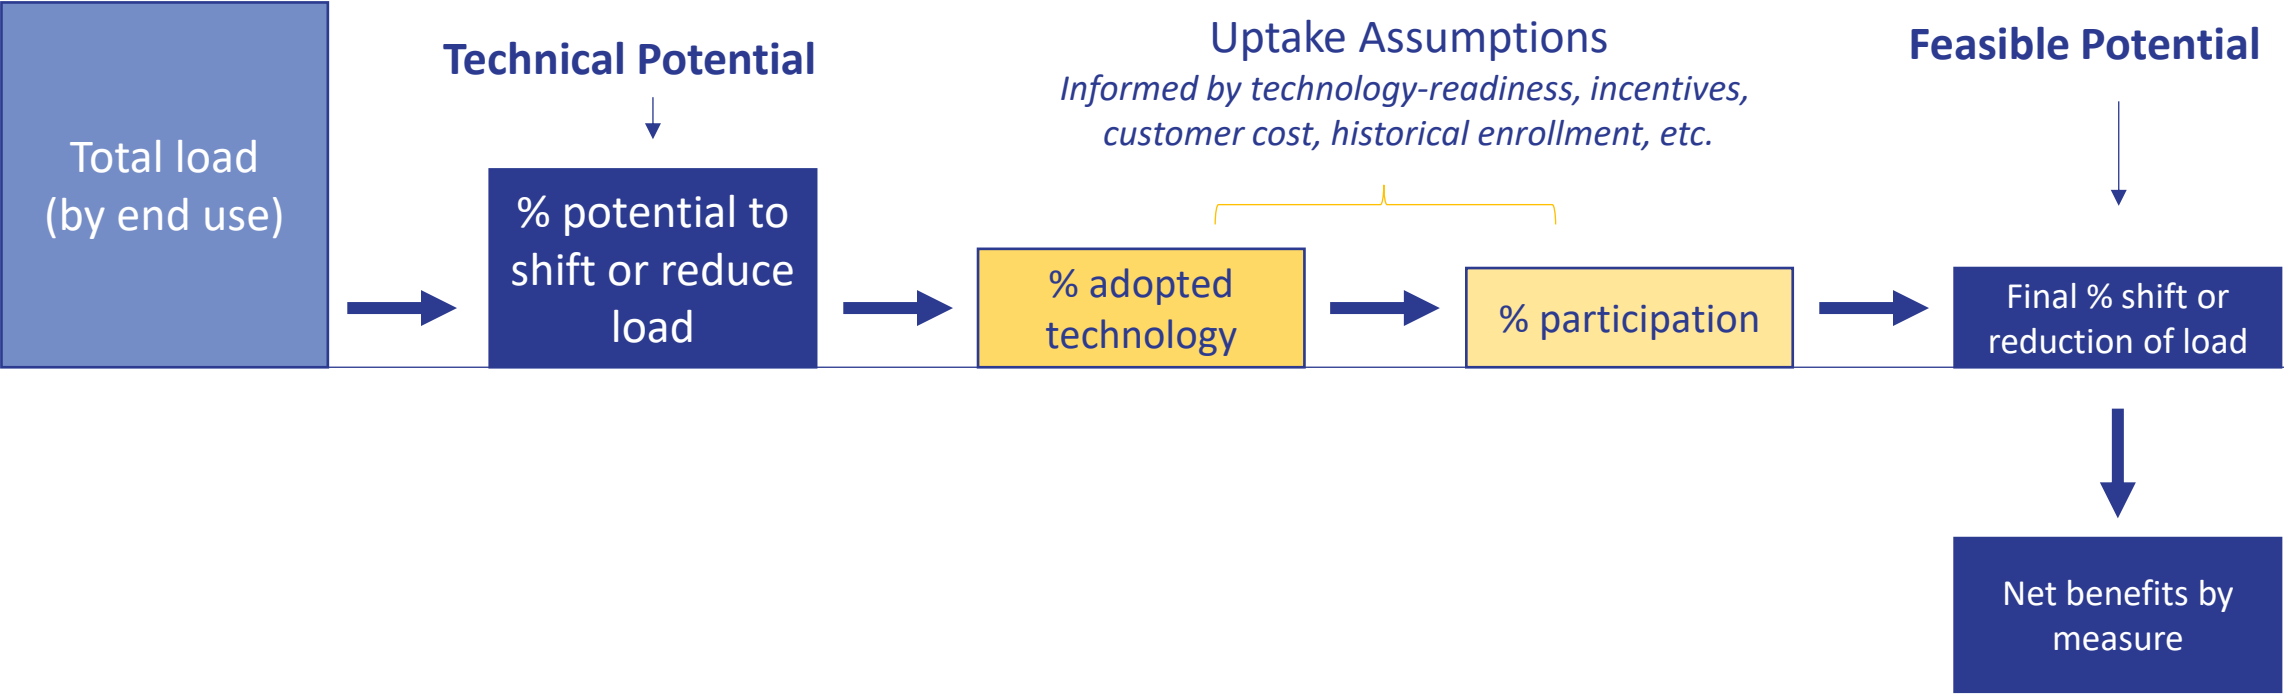 Total load
(by end use)
Technical Potential
% potential to
shift or reduce
load
Uptake Assumptions
Informed by technology-readiness, incentives,
customer cost, historical enrollment, etc.
% adopted
technology
% participation
Feasible Potential
Final % shift or
reduction of load
Net benefits by
measure